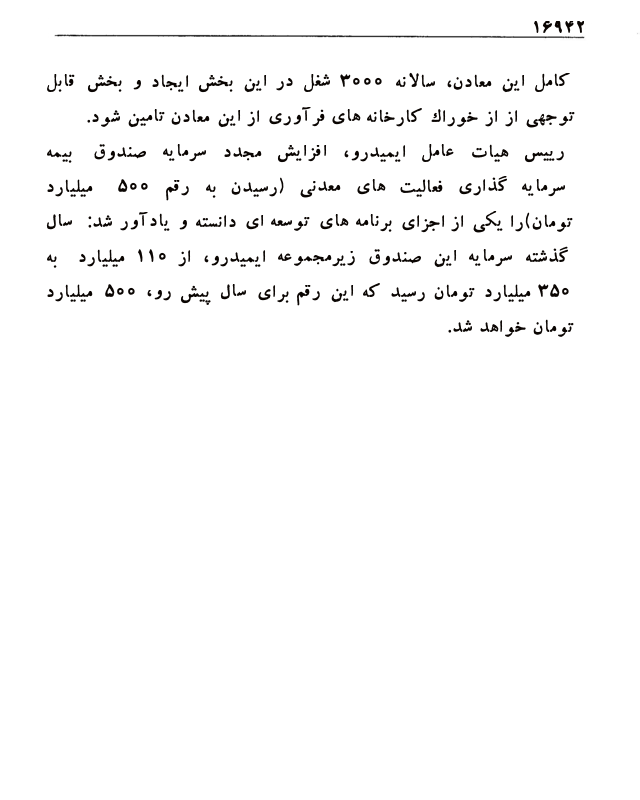 ۱۶۹۴۲
کامل این معادن، سالانه ۳۰۰۰ شغل در این بخش ایجاد و بخش قابل
توجهی از از خوراك کارخانه های فرآوری از این معادن تامین شود.
رییس هیات عامل ایمیدرو، افزایش مجدد سرمایه صندوق بیمه
سرمایه گذاری فعالیت های معدنی (رسیدن به رقم ۵۰۰ میلیارد
تومان)را یکی از اجزای برنامه های توسعه ای دانسته و یادآور شد: سال
گذشته سرمایه این صندوق زیرمجموعه ایمیدرو، از ۱۱۰ میلیارد به
۳۵۰ میلیارد تومان رسید که این رقم برای سال پیش رو، ۵۰۰ میلیارد
تومان خواهد شد.